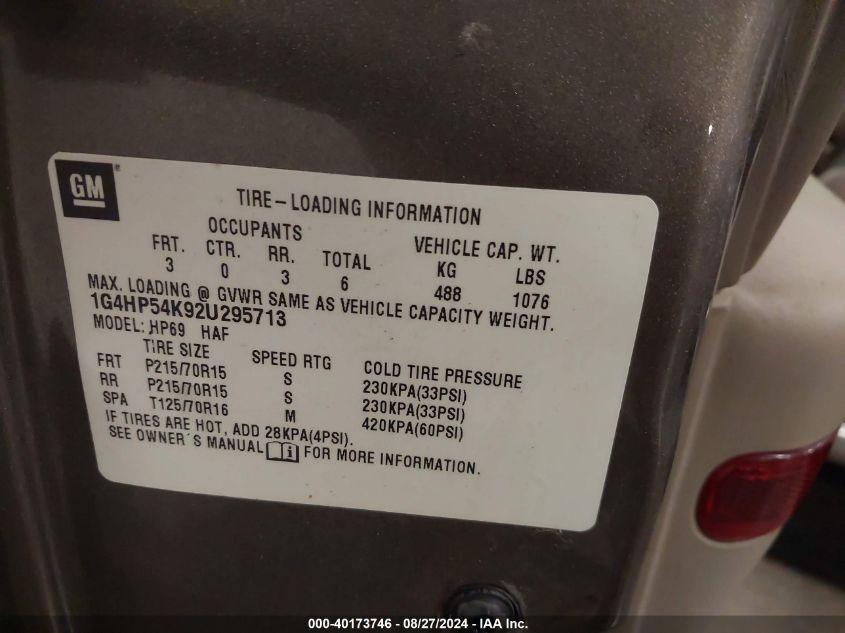 GM
TIRE-LOADING INFORMATION
OCCUPANTS VEHICLE CAP. WT.
FRT. CTR. RR. TOTAL KG LBS
3 0 3 6 488 1076
MAX. LOADING @ GVWR SAME AS VEHICLE CAPACITY WEIGHT.
1G4HP54K92U295713
MODEL: HP69 HAF
TIRE SIZE SPEED RTG COLD TIRE PRESSURE
FRT P215/70R15 S 230KPA(33PSI)
RR P215/70R15 S 230KPA(33PSI)
SPA T125/70R16 M 420KPA(60PSI)
IF TIRES ARE HOT, ADD 28KPA(4PSI).
SEE OWNER´S MANUAL FOR MORE INFORMATION.
000-40173746 - 08/27/2024 - IAA Inc.